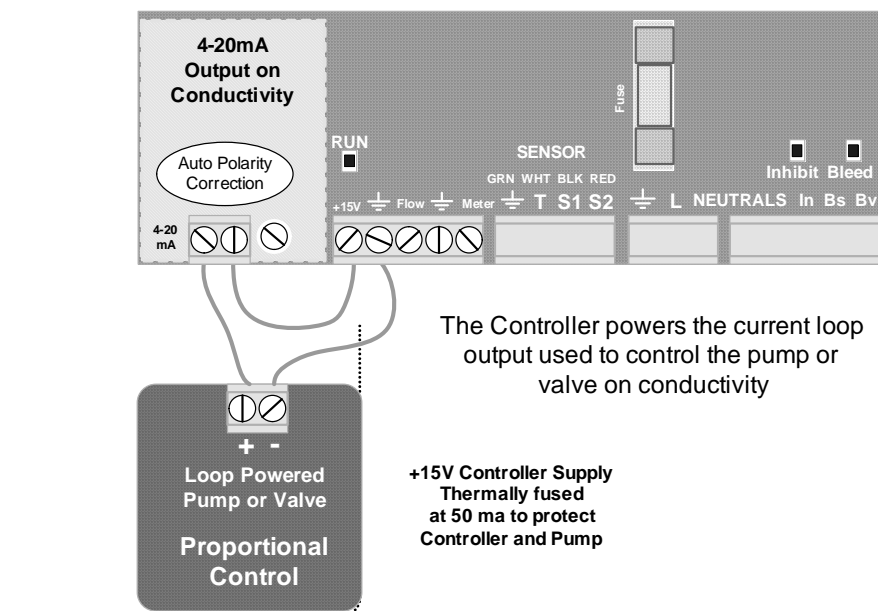 4-20mA
Output on
Conductivity
Auto Polarity
Correction
4-20
mA
RUN
+15V Flow Meter
SENSOR
GRN WHT BLK RED
T S1 S2
Fuse
Inhibit Bleed
L NEUTRALS In Bs Bv
The Controller powers the current loop
output used to control the pump or
valve on conductivity
+ -
Loop Powered
Pump or Valve
Proportional
Control
+15V Controller Supply
Thermally fused
at 50 ma to protect
Controller and Pump